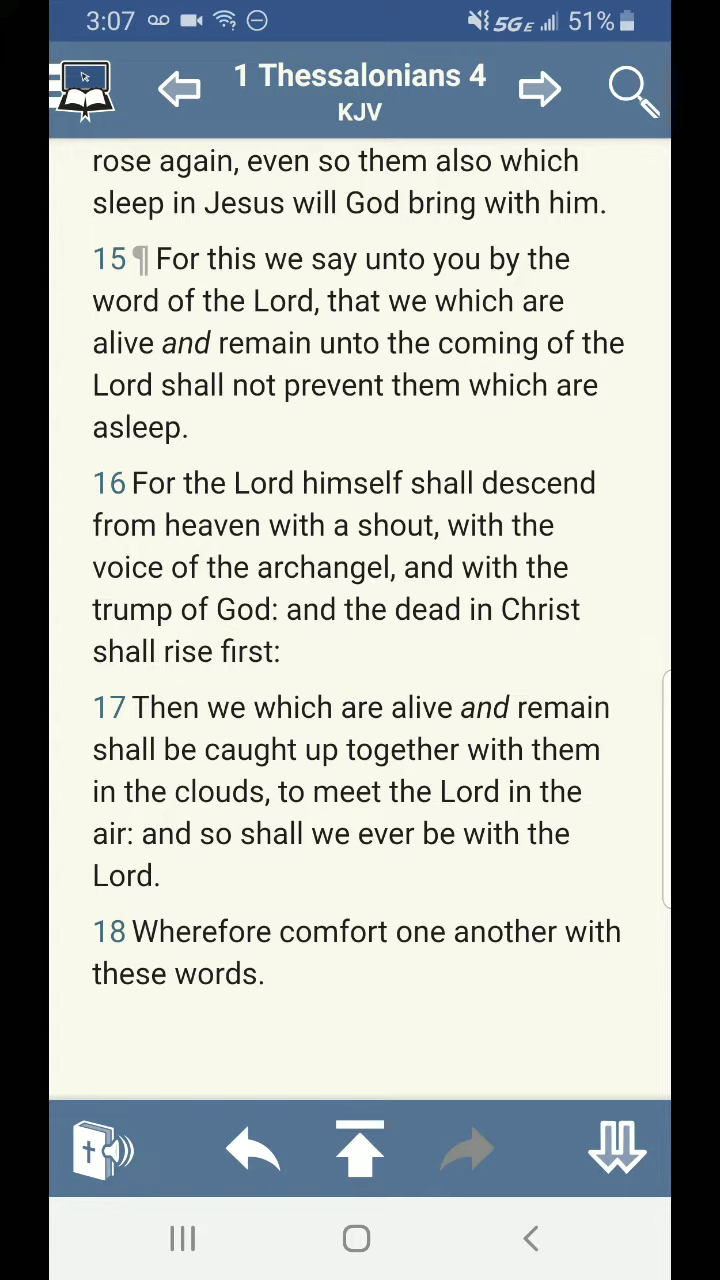 3:07 5GE 51%
1 Thessalonians 4
KJV
rose again, even so them also which
sleep in Jesus will God bring with him.
15 ¶ For this we say unto you by the
word of the Lord, that we which are
alive and remain unto the coming of the
Lord shall not prevent them which are
asleep.
16 For the Lord himself shall descend
from heaven with a shout, with the
voice of the archangel, and with the
trump of God: and the dead in Christ
shall rise first:
17 Then we which are alive and remain
shall be caught up together with them
in the clouds, to meet the Lord in the
air: and so shall we ever be with the
Lord.
18 Wherefore comfort one another with
these words.